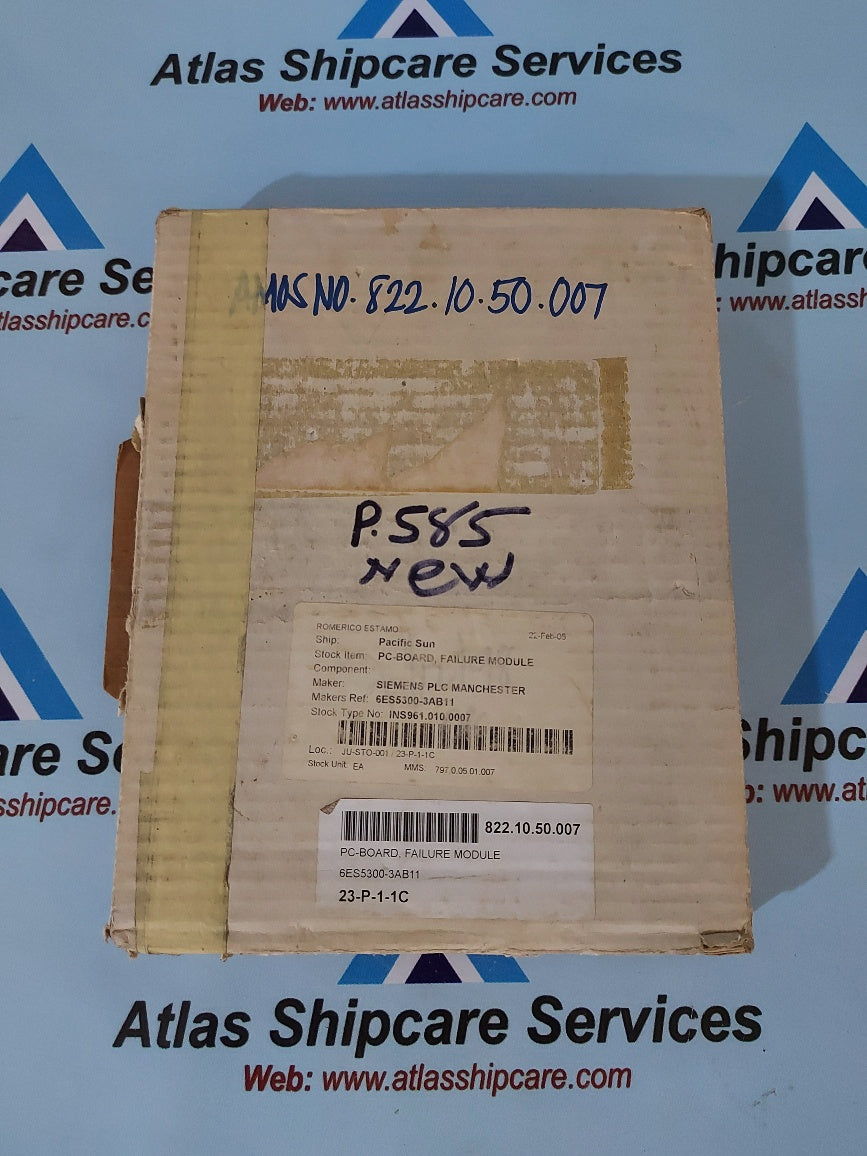 Atlas Shipcare Services
Web: www.atlasshipcare.com
care Se
tlasshipcare.c
hipcare
: www.atlassh
AMOS NO. 822.10.50.007
P.585
NEW
ROMERICO ESTAMO
22-Feb-05
Ship: Pacific Sun
Stock Item: PC-BOARD, FAILURE MODULE
Component:
Maker: SIEMENS PLC MANCHESTER
Makers Ref: 6ES5300-3AB11
Stock Type No: INS961.010.0007
Loc.: JU-STO-001 / 23-P-1-1C
Stock Unit: EA MMS: 797.0.05.01.007
822.10.50.007
PC-BOARD, FAILURE MODULE
6ES5300-3AB11
23-P-1-1C
are Se
sshipcare.
Shipca
: www.at
Atlas Shipcare Services
Web: www.atlasshipcare.com